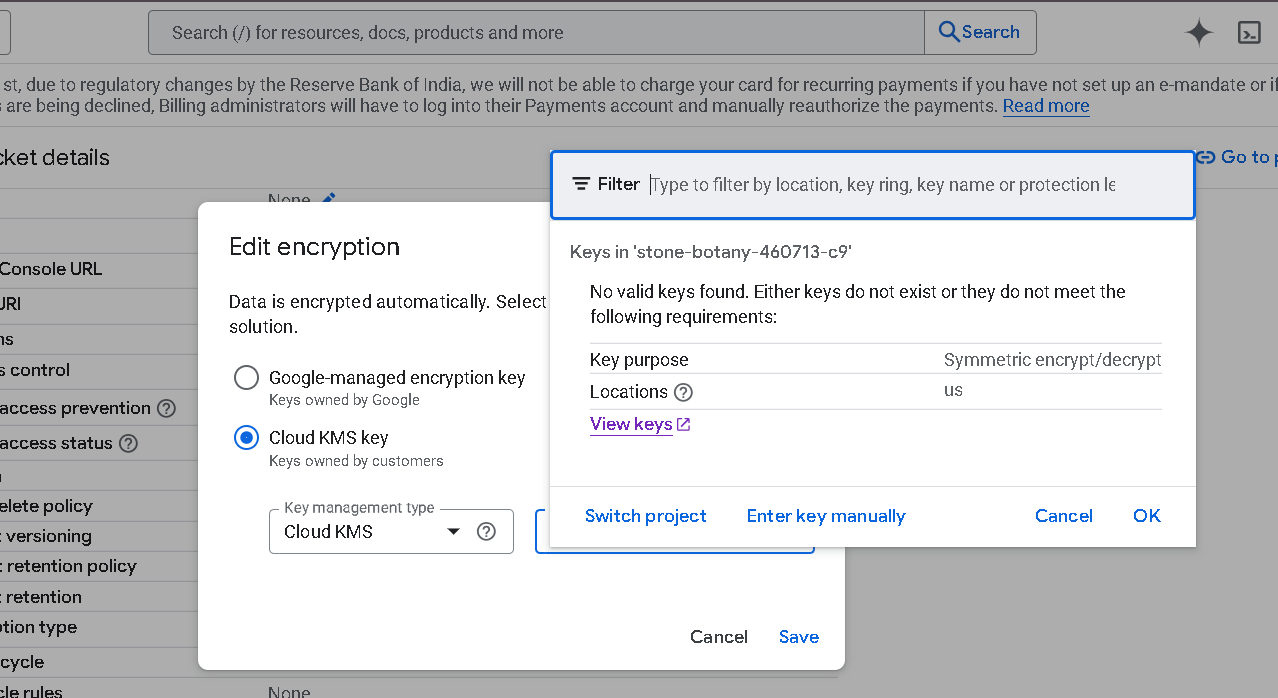 Search (/) for resources, docs, products and more
Search
st, due to regulatory changes by the Reserve Bank of India, we will not be able to charge your card for recurring payments if you have not set up an e-mandate or if
are being declined, Billing administrators will have to log into their Payments account and manually reauthorize the payments. Read more
cket details
Go to p
None
Filter Type to filter by location, key ring, key name or protection le
Keys in 'stone-botany-460713-c9'
No valid keys found. Either keys do not exist or they do not meet the
following requirements:
Key purpose Symmetric encrypt/decrypt
Locations us
View keys
Switch project Enter key manually Cancel OK
Edit encryption
Data is encrypted automatically. Select
solution.
Google-managed encryption key
Keys owned by Google
Cloud KMS key
Keys owned by customers
Key management type
Cloud KMS
Cancel Save
Console URL
URI
ns
s control
access prevention
access status
elete policy
t versioning
t retention policy
t retention
ption type
cycle
cle rules
None